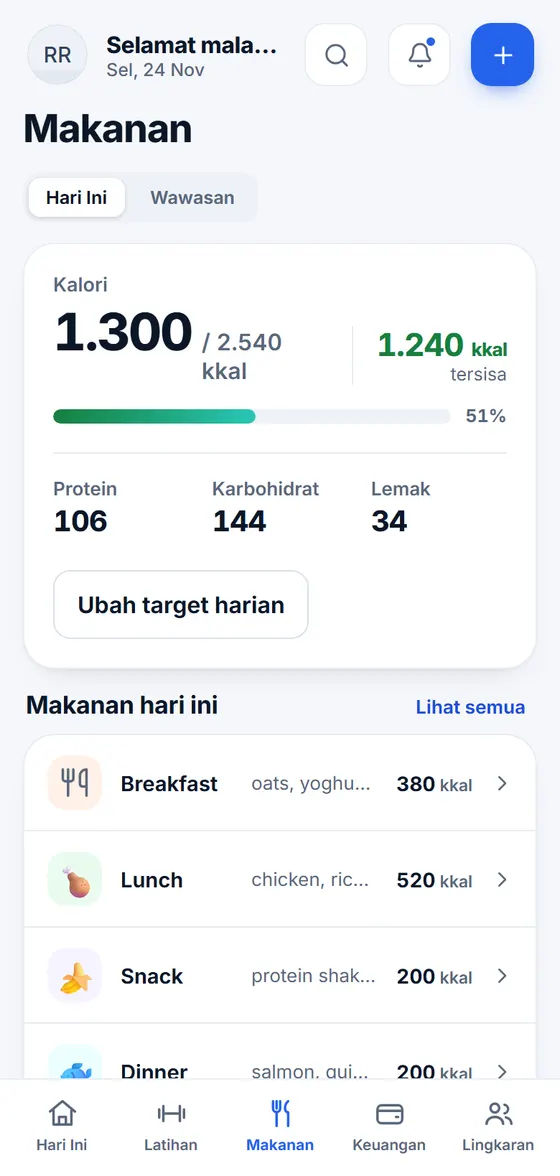 RR
Selamat mala...
Sel, 24 Nov
Makanan
Hari Ini
Wawasan
Kalori
1.300 / 2.540 kkal
1.240 kkal
tersisa
51%
Protein
106
Karbohidrat
144
Lemak
34
Ubah target harian
Makanan hari ini
Lihat semua
Breakfast oats, yoghu... 380 kkal
Lunch chicken, ric... 520 kkal
Snack protein shak... 200 kkal
Dinner salmon, qui... 200 kkal
Hari Ini
Latihan
Makanan
Keuangan
Lingkaran